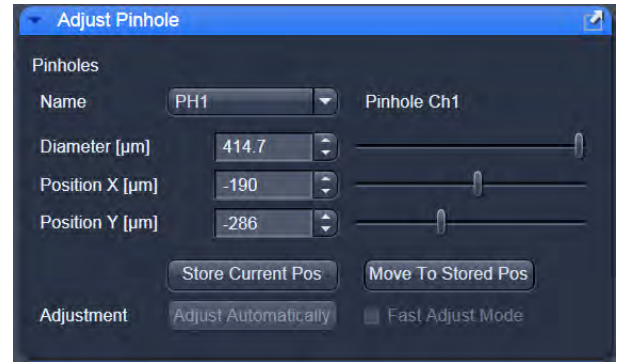 Adjust Pinhole
Pinholes
Name PH1 Pinhole Ch1
Diameter [µm] 414.7
Position X [µm] -190
Position Y [µm] -286
Store Current Pos Move To Stored Pos
Adjustment Adjust Automatically Fast Adjust Mode